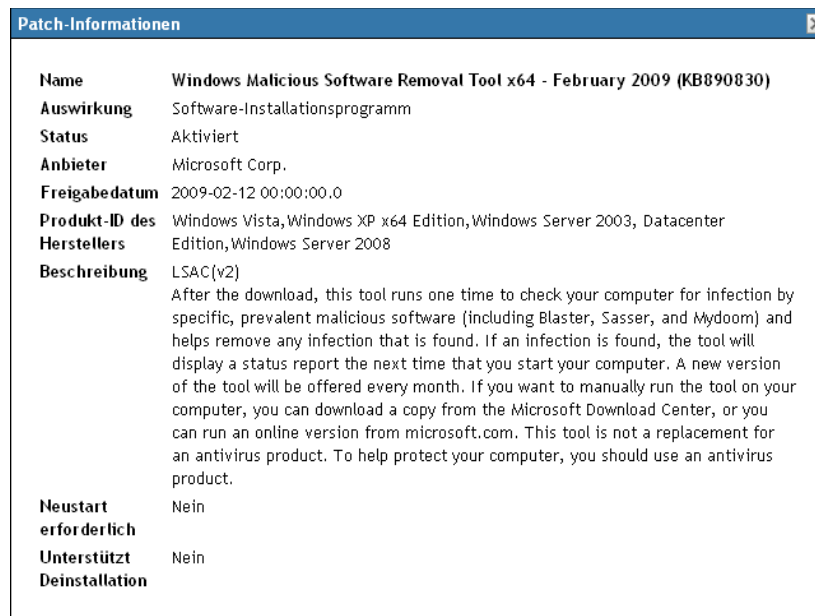 Patch-Informationen
Name Windows Malicious Software Removal Tool x64 - February 2009 (KB890830)
Auswirkung Software-Installationsprogramm
Status Aktiviert
Anbieter Microsoft Corp.
Freigabedatum 2009-02-12 00:00:00.0
Produkt-ID des Windows Vista,Windows XP x64 Edition,Windows Server 2003, Datacenter
Herstellers Edition,Windows Server 2008
Beschreibung LSAC(v2)
After the download, this tool runs one time to check your computer for infection by
specific, prevalent malicious software (including Blaster, Sasser, and Mydoom) and
helps remove any infection that is found. If an infection is found, the tool will
display a status report the next time that you start your computer. A new version
of the tool will be offered every month. If you want to manually run the tool on your
computer, you can download a copy from the Microsoft Download Center, or you
can run an online version from microsoft.com. This tool is not a replacement for
an antivirus product. To help protect your computer, you should use an antivirus
product.
Neustart Nein
erforderlich
Unterstützt Nein
Deinstallation